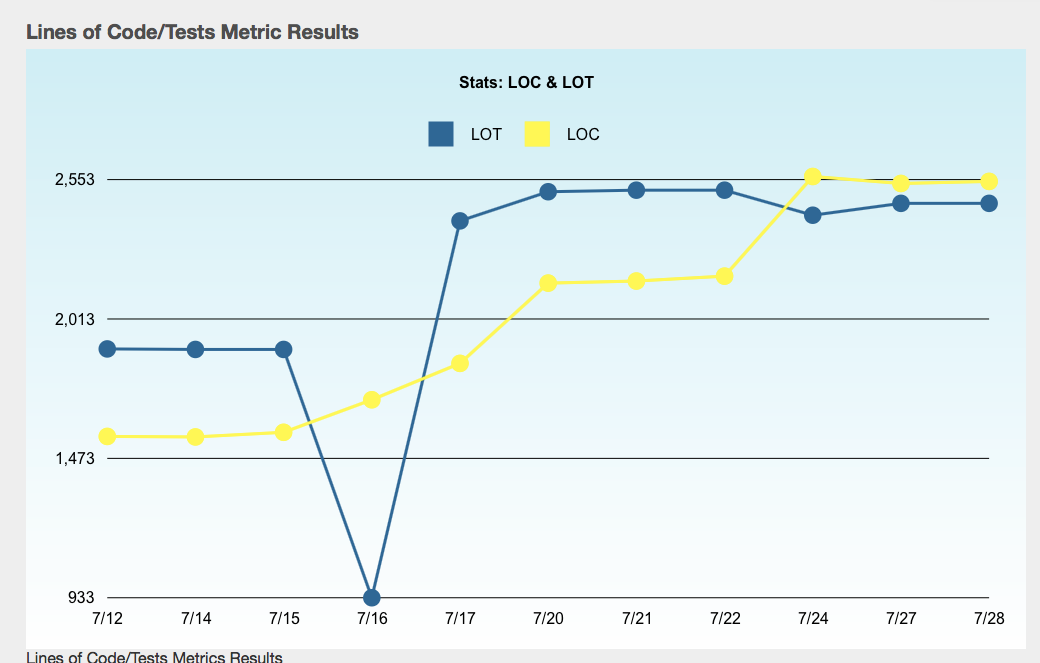 Lines of Code/Tests Metric Results
Stats: LOC & LOT
LOT LOC
2,553
2,013
1,473
933
7/12 7/14 7/15 7/16 7/17 7/20 7/21 7/22 7/24 7/27 7/28
Lines of Code/Tests Metrics Results